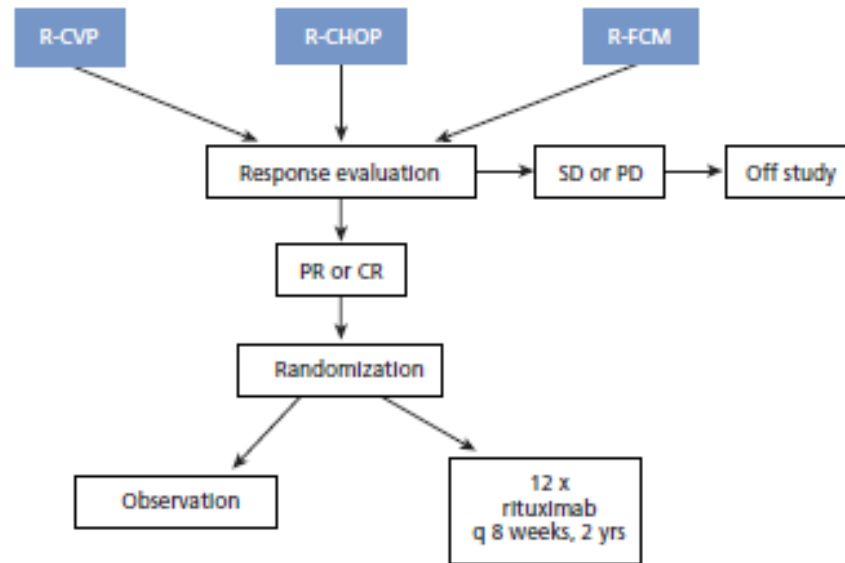 R-CVP
R-CHOP
R-FCM
Response evaluation
SD or PD
Off study
PR or CR
Randomization
Observation
12 x
rituximab
q 8 weeks, 2 yrs